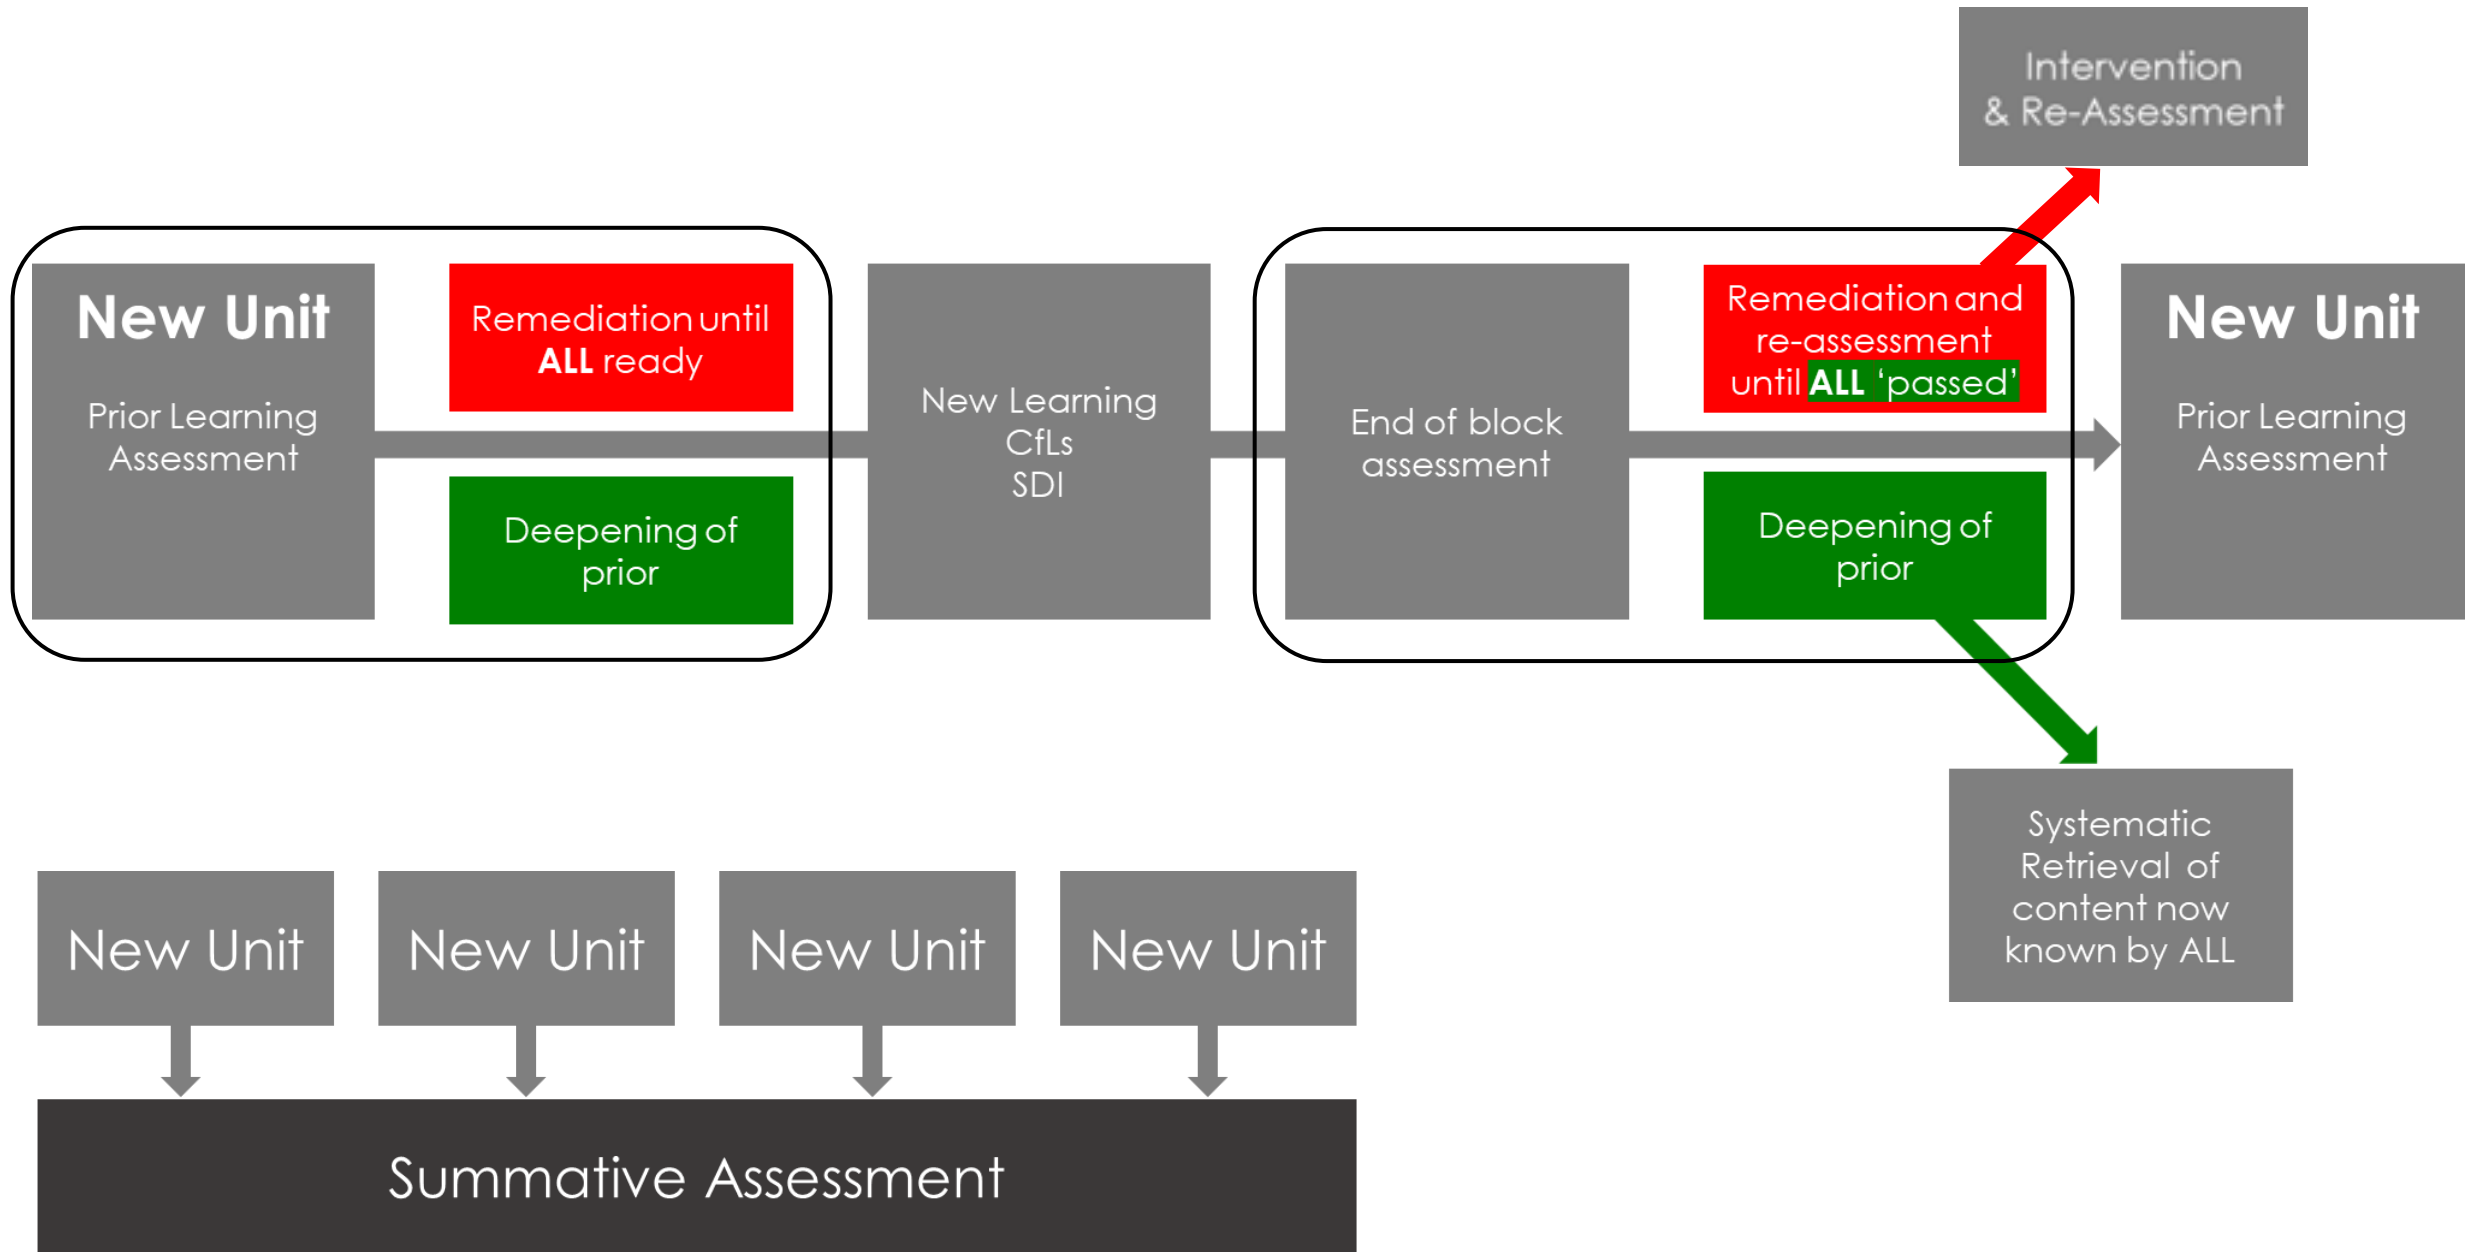 Intervention
& Re-Assessment
New Unit
Prior Learning
Assessment
Remediation until
ALL ready
Deepening of
prior
New Learning
CfLs
SDI
End of block
assessment
Remediation and
re-assessment
until ALL ‘passed’
Deepening of
prior
New Unit
Prior Learning
Assessment
Systematic
Retrieval of
content now
known by ALL
New Unit
New Unit
New Unit
New Unit
Summative Assessment